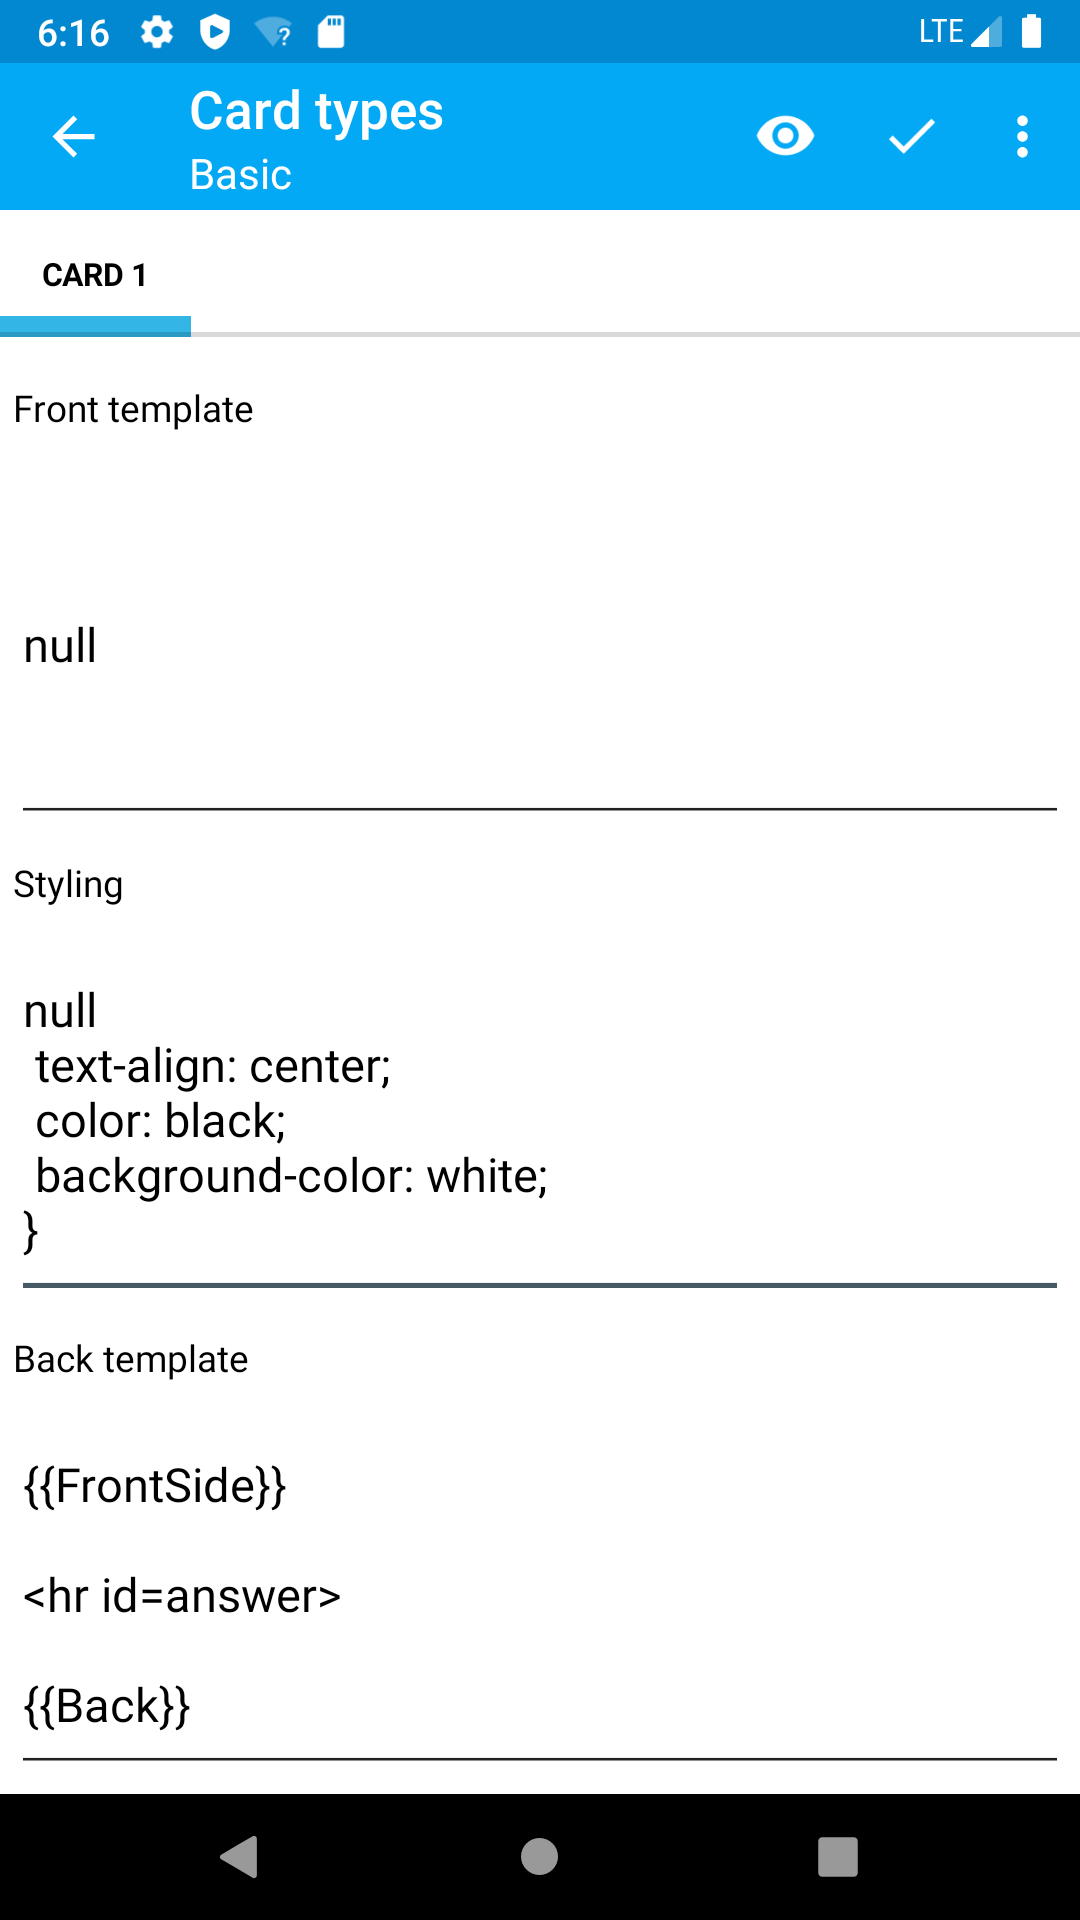 6:16
LTE
Card types
Basic
CARD 1
Front template
null
Styling
null
text-align: center;
color: black;
background-color: white;
}
Back template
{{FrontSide}}
<hr id=answer>
{{Back}}